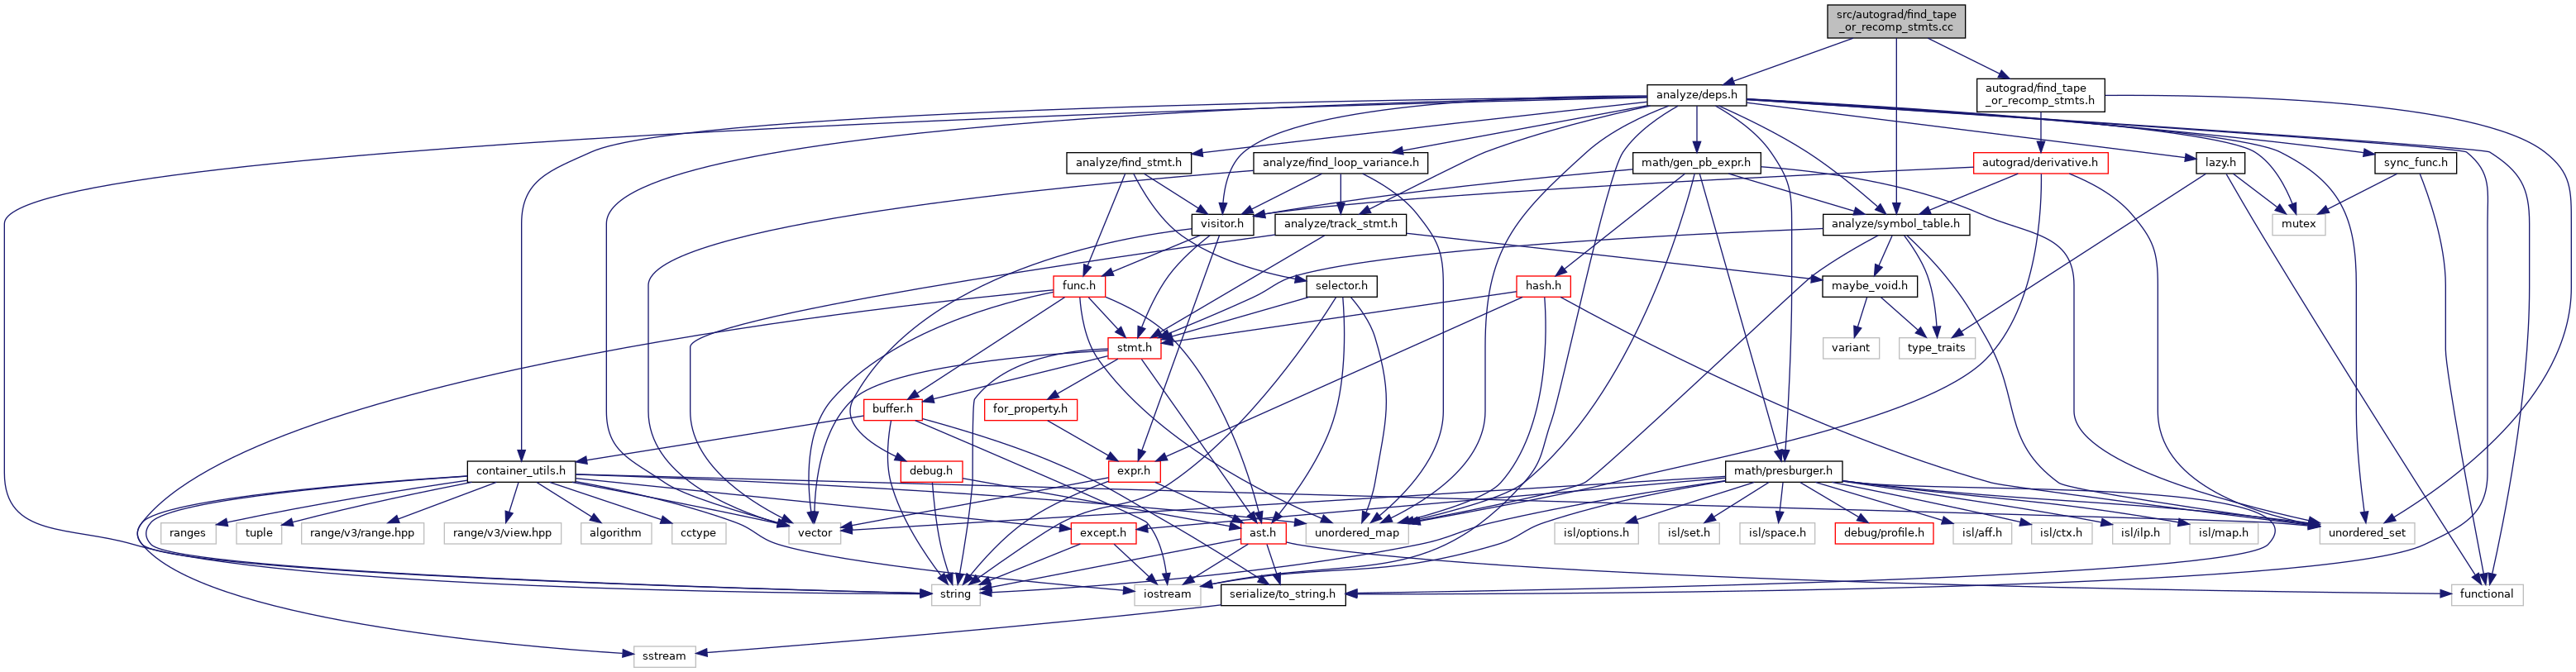 src/autograd/find_tape
_or_recomp_stmts.cc
analyze/deps.h
autograd/find_tape
_or_recomp_stmts.h
analyze/find_stmt.h
analyze/find_loop_variance.h
math/gen_pb_expr.h
autograd/derivative.h
lazy.h
sync_func.h
visitor.h
analyze/track_stmt.h
analyze/symbol_table.h
mutex
func.h
selector.h
hash.h
maybe_void.h
stmt.h
variant
type_traits
buffer.h
for_property.h
container_utils.h
debug.h
expr.h
math/presburger.h
ranges
tuple
range/v3/range.hpp
range/v3/view.hpp
algorithm
cctype
vector
except.h
ast.h
unordered_map
isl/options.h
isl/set.h
isl/space.h
debug/profile.h
isl/aff.h
isl/ctx.h
isl/ilp.h
isl/map.h
unordered_set
string
iostream
serialize/to_string.h
functional
sstream